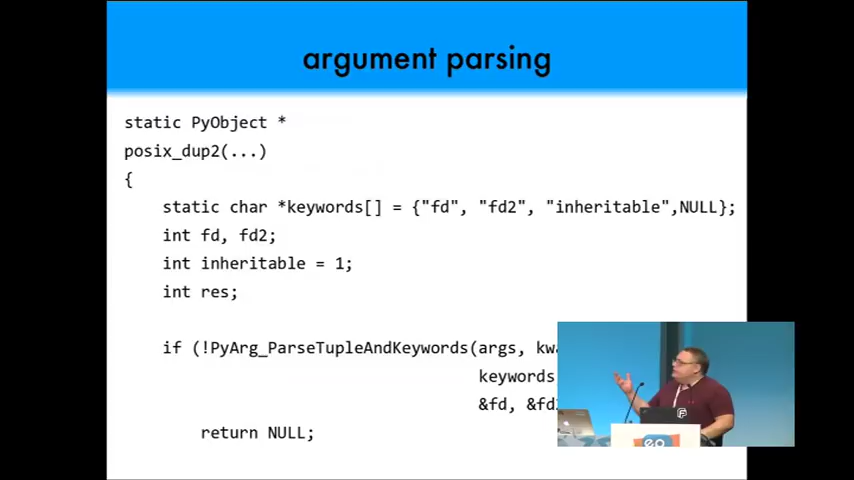 argument parsing
static PyObject *
posix_dup2(...)
{
static char *keywords[] = {"fd", "fd2", "inheritable",NULL};
int fd, fd2;
int inheritable = 1;
int res;
if (!PyArg_ParseTupleAndKeywords(args,
keywords
&fd,
return NULL;